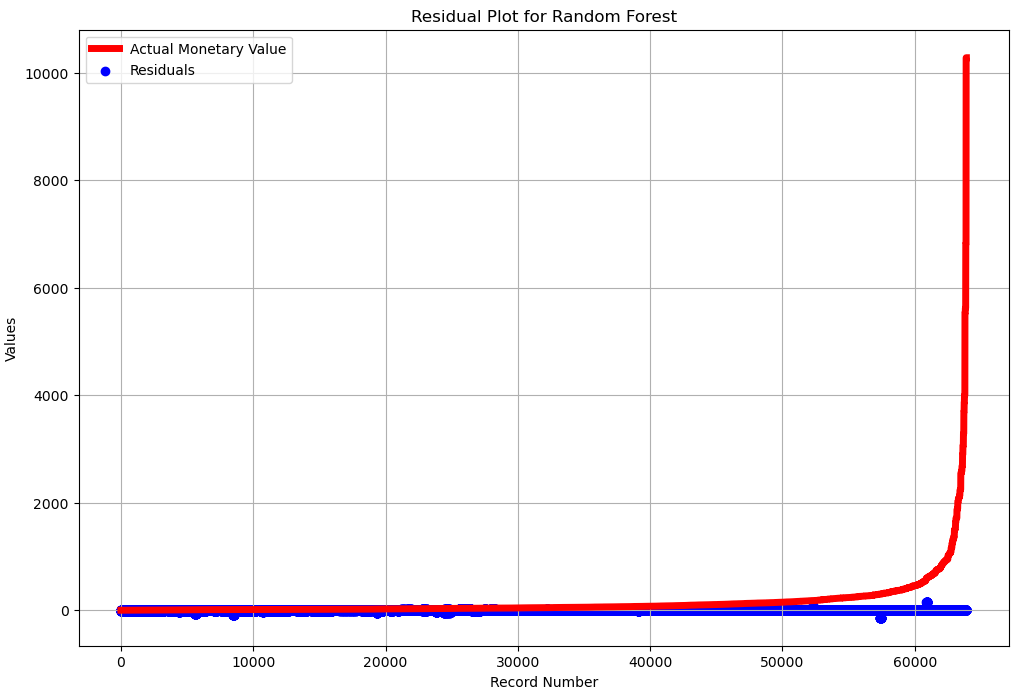 Residual Plot for Random Forest
Actual Monetary Value
Residuals
10000
8000
6000
4000
2000
0
Values
0
10000
20000
30000
40000
50000
60000
Record Number